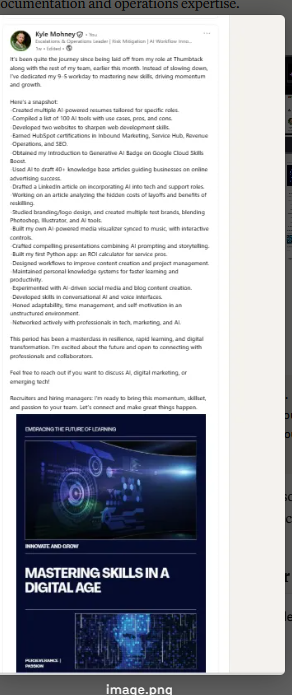 ocumentation and operations expertise.
Kyle Mohney • You
Escalations & Operations Leader | Risk Mitigation | AI Workflow Inno...
7mo • Edited •
It's been quite the journey since being laid off from my role at Thumbtack
along with the rest of my team, earlier this month. Instead of slowing down,
I've dedicated my 9-5 workday to mastering new skills, driving momentum
and growth.
Here's a snapshot:
·Created multiple AI-powered resumes tailored for specific roles.
·Compiled a list of 100 AI tools with use cases, pros, and cons.
·Developed two websites to sharpen web development skills.
·Earned HubSpot certifications in Inbound Marketing, Service Hub, Revenue
Operations, and SEO.
·Obtained my Introduction to Generative AI Badge on Google Cloud Skills
Boost.
·Used AI to draft 40+ knowledge base articles guiding businesses on online
advertising success.
·Drafted a LinkedIn article on incorporating AI into tech and support roles.
·Working on an article analyzing the hidden costs of layoffs and benefits of
reskilling.
·Studied branding/logo design, and created multiple test brands, blending
Photoshop, Illustrator, and AI tools.
·Built my own AI-powered media visualizer synced to music, with interactive
controls.
·Crafted compelling presentations combining AI prompting and storytelling.
·Built my first Python app: an ROI calculator for service pros.
·Designed workflows to improve content creation and project management.
·Maintained personal knowledge systems for faster learning and
productivity.
·Experimented with AI-driven social media and blog content creation.
·Developed skills in conversational AI and voice interfaces.
·Honed adaptability, time management, and self-motivation in an
unstructured environment.
·Networked actively with professionals in tech, marketing, and AI.
This period has been a masterclass in resilience, rapid learning, and digital
transformation. I'm excited about the future and open to connecting with
professionals and collaborators.
Feel free to reach out if you want to discuss AI, digital marketing, or
emerging tech!
Recruiters and hiring managers: I'm ready to bring this momentum, skillset,
and passion to your team. Let's connect and make great things happen.
EMBRACING THE FUTURE OF LEARNING
INNOVATE AND GROW
MASTERING SKILLS IN A
DIGITAL AGE
PERSEVERANCE |
PASSION
image.png